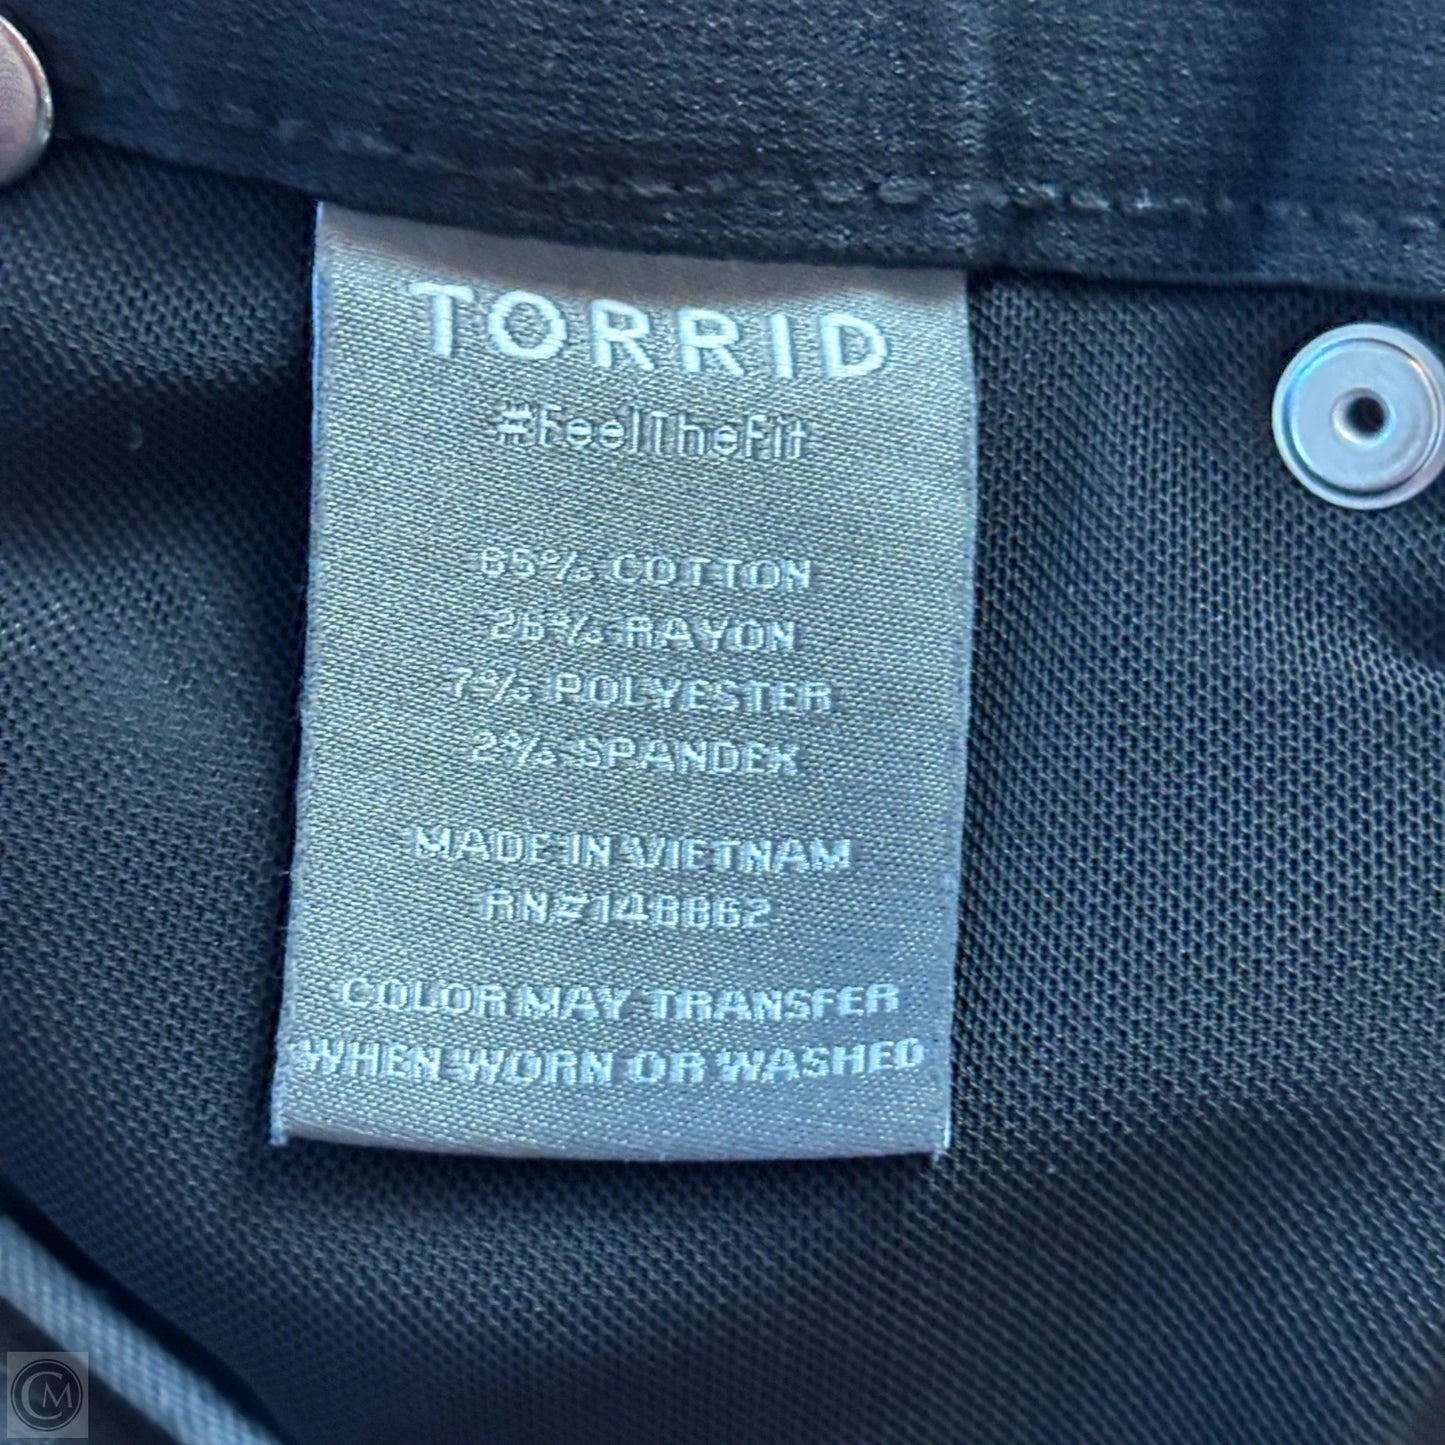 TORRID
#FeelTheFit
65% COTTON
26% RAYON
7% POLYESTER
2% SPANDEX
MADE IN VIETNAM
RN#148862
COLOR MAY TRANSFER
WHEN WORN OR WASHED
CM